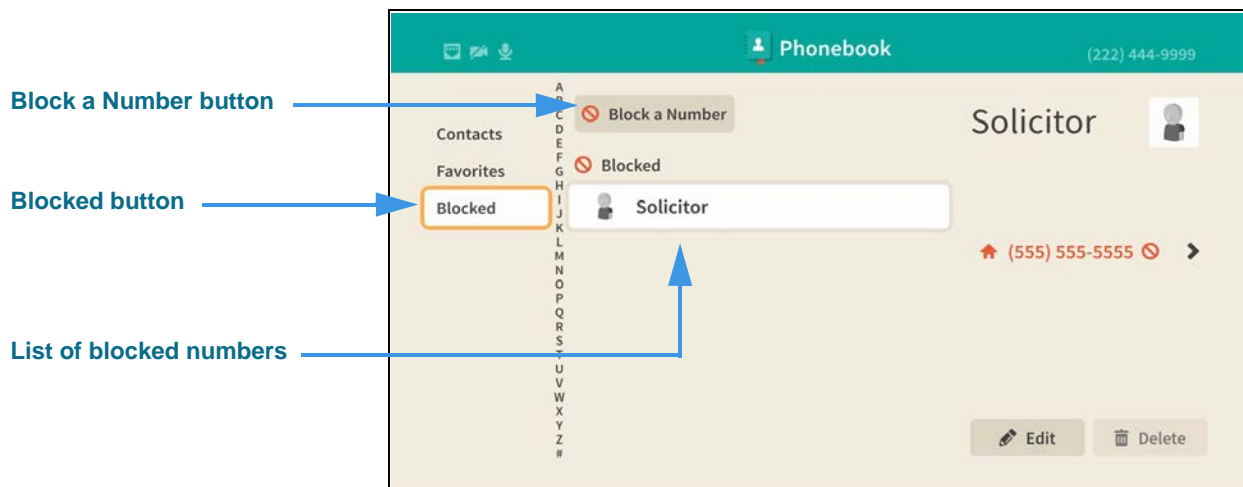 Phonebook
(222) 444-9999
Block a Number button
Blocked button
List of blocked numbers
Contacts
Favorites
Blocked
A
B
C
D
E
F
G
H
I
J
K
L
M
N
O
P
Q
R
S
T
U
V
W
X
Y
Z
#
Block a Number
Blocked
Solicitor
Solicitor
(555) 555-5555
Edit
Delete